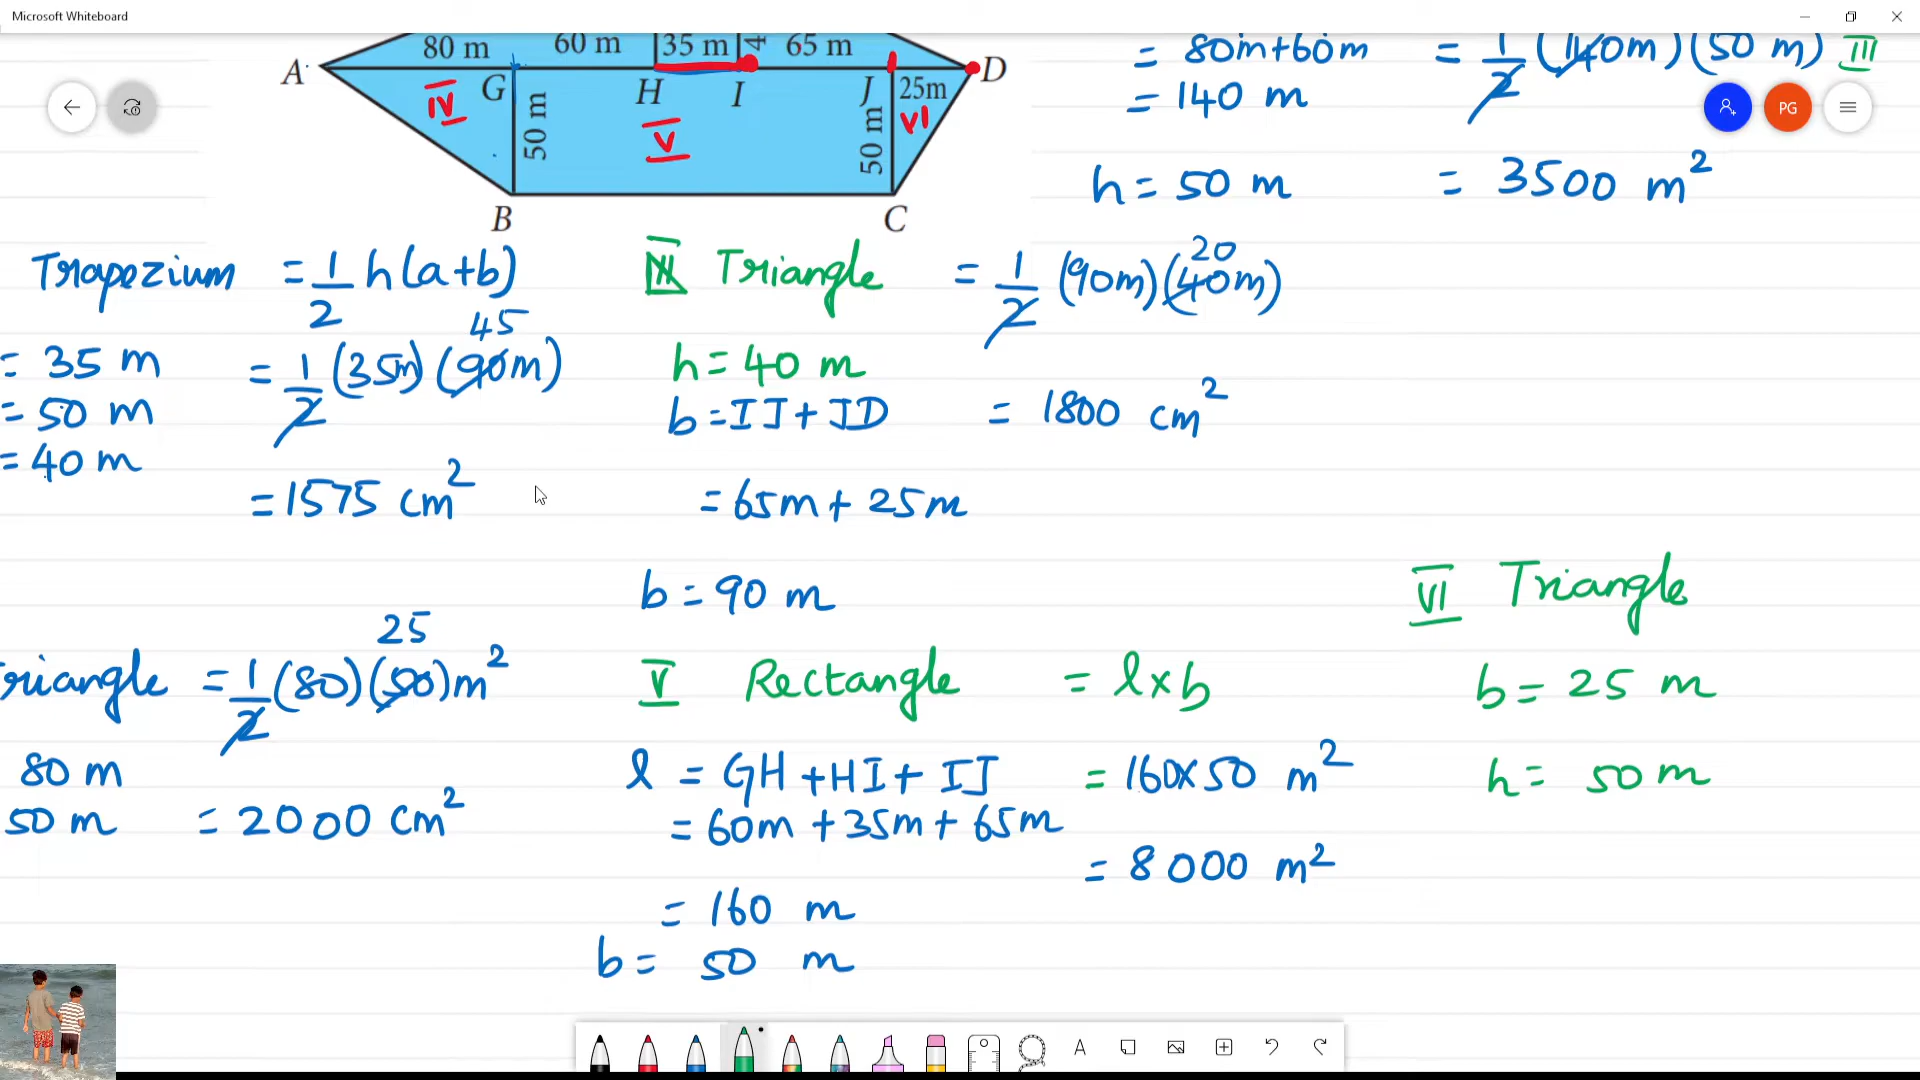 Microsoft Whiteboard
80 m 60 m 35 m 4 65 m
A D
G H I J 25m
IV V VI
50 m 50 m
B C
= 80m+60m
= 140 m
h = 50 m
= 1/2 (140m)(50 m) III
= 3500 m²
PG
Trapezium = 1/2 h(a+b)
= 35 m
= 50 m
= 40 m
45
= 1/2 (35m)(90m)
= 1575 cm²
III Triangle = 1/2 (90m)(40m)
20
h = 40 m
b = IJ + JD
= 1800 cm²
= 65m + 25m
b = 90 m
25
riangle = 1/2 (80)(50)m²
80 m
50 m
= 2000 cm²
V Rectangle = l x b
l = GH + HI + IJ
= 160x50 m²
= 60m + 35m + 65m
= 8000 m²
= 160 m
b = 50 m
VI Triangle
b = 25 m
h = 50 m
A